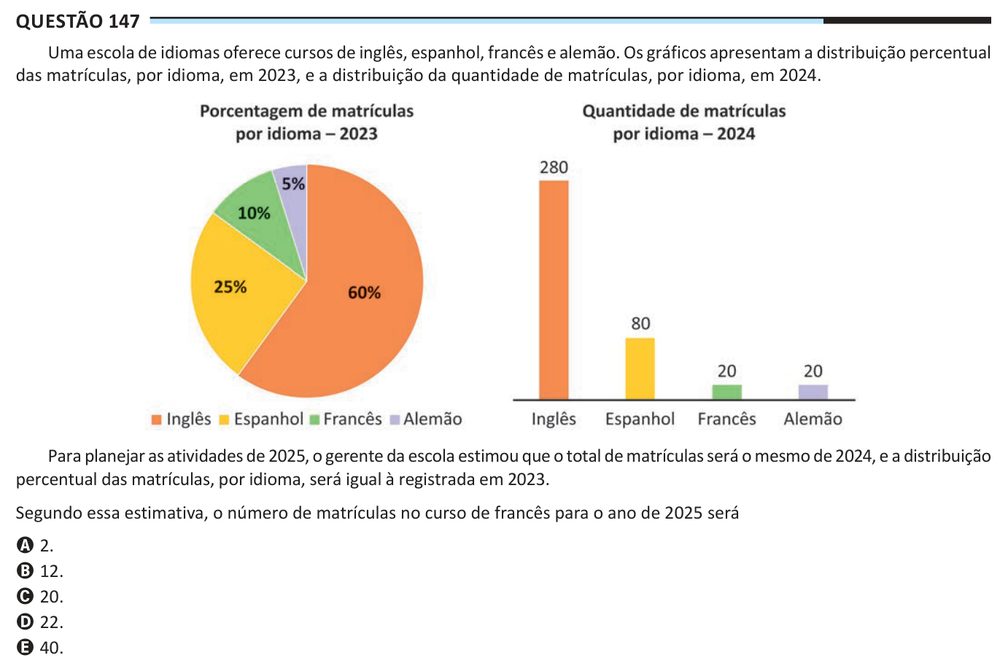 QUESTÃO 147
Uma escola de idiomas oferece cursos de inglês, espanhol, francês e alemão. Os gráficos apresentam a distribuição percentual
das matrículas, por idioma, em 2023, e a distribuição da quantidade de matrículas, por idioma, em 2024.
Porcentagem de matrículas
por idioma – 2023
5%
10%
25%
60%
Inglês Espanhol Francês Alemão
Quantidade de matrículas
por idioma – 2024
280
80
20
20
Inglês Espanhol Francês Alemão
Para planejar as atividades de 2025, o gerente da escola estimou que o total de matrículas será o mesmo de 2024, e a distribuição
percentual das matrículas, por idioma, será igual à registrada em 2023.
Segundo essa estimativa, o número de matrículas no curso de francês para o ano de 2025 será
A 2.
B 12.
C 20.
D 22.
E 40.